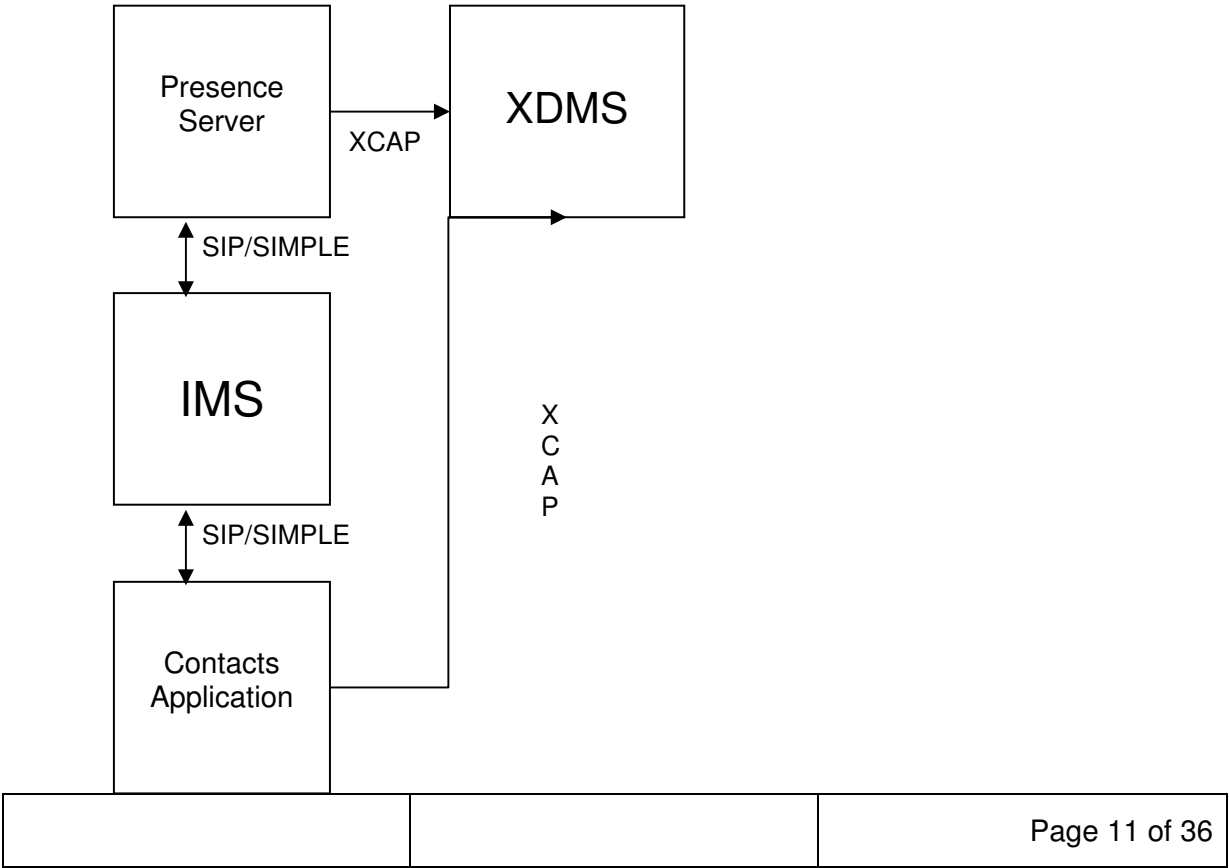 Presence
Server
XCAP
XDMS
SIP/SIMPLE
IMS
X
C
A
P
SIP/SIMPLE
Contacts
Application
Page 11 of 36